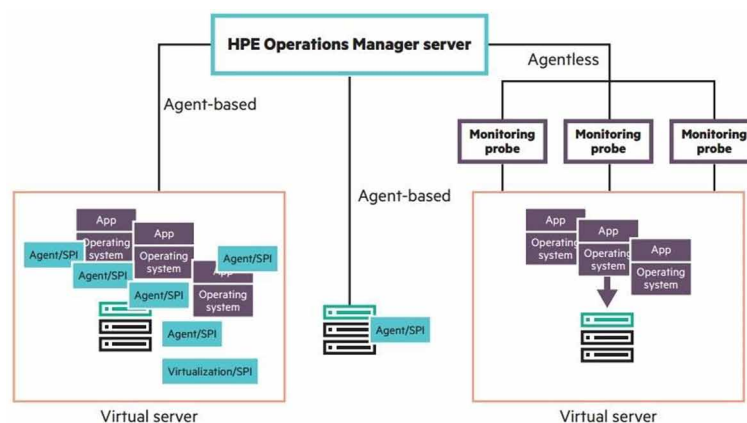 HPE Operations Manager server
Agent-based
Agentless
Monitoring
probe
Monitoring
probe
Monitoring
probe
Agent-based
App
Operating
system
App
Operating
system
App
Operating
system
Agent/SPI
Agent/SPI
Agent/SPI
Agent/SPI
Agent/SPI
Virtualization/SPI
Virtual server
Agent/SPI
App
Operating
system
App
Operating
system
App
Operating
system
Virtual server